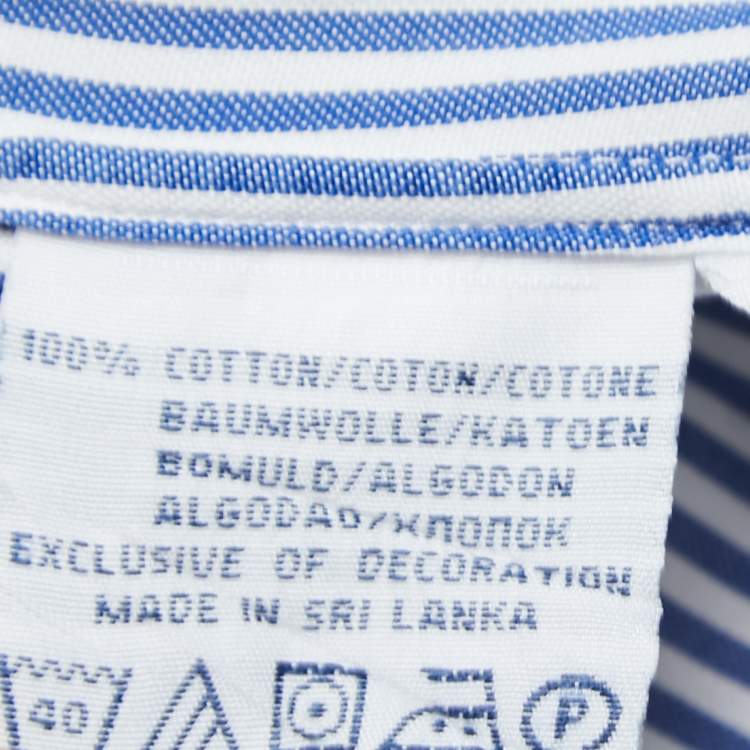 100% COTTON/COTON/COTONE
BAUMWOLLE/KATOEN
BOMULD/ALGODON
ALGODAO/ХЛОПОК
EXCLUSIVE OF DECORATION
MADE IN SRI LANKA
40 P